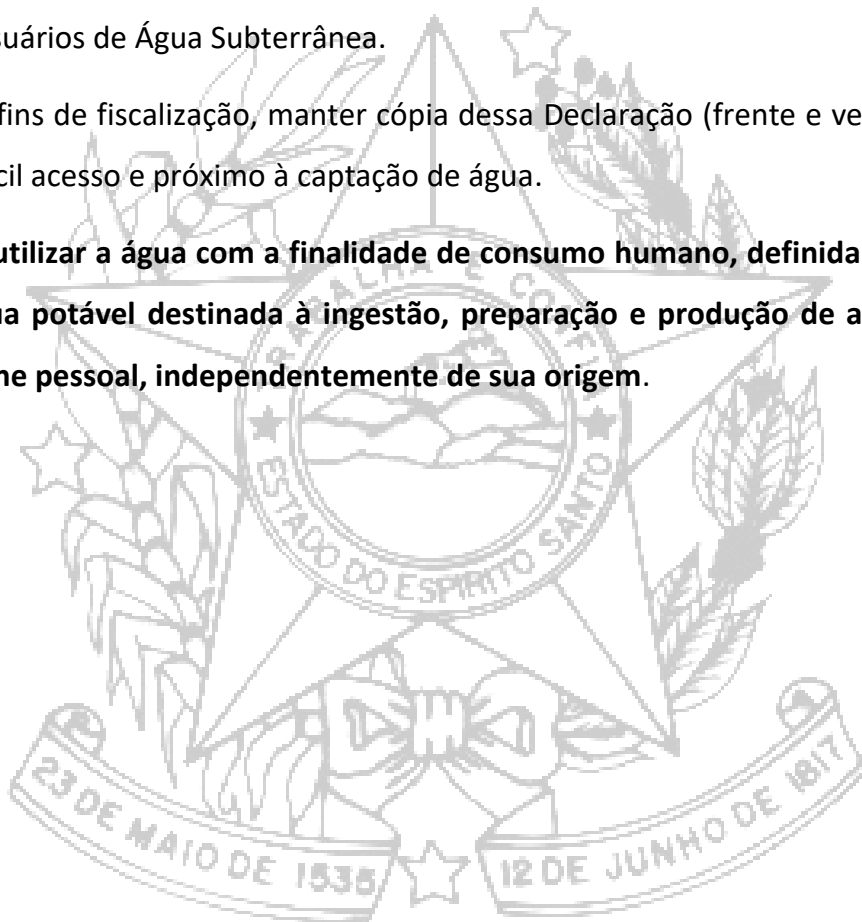 suários de Água Subterrânea.
fins de fiscalização, manter cópia dessa Declaração (frente e ve
cil acesso e próximo à captação de água.
utilizar a água com a finalidade de consumo humano, definida
ua potável destinada à ingestão, preparação e produção de a
ne pessoal, independentemente de sua origem.
TRABALHA E CONFIA
ESTADO DO ESPIRITO SANTO
23 DE MAIO DE 1535
12 DE JUNHO DE 1817